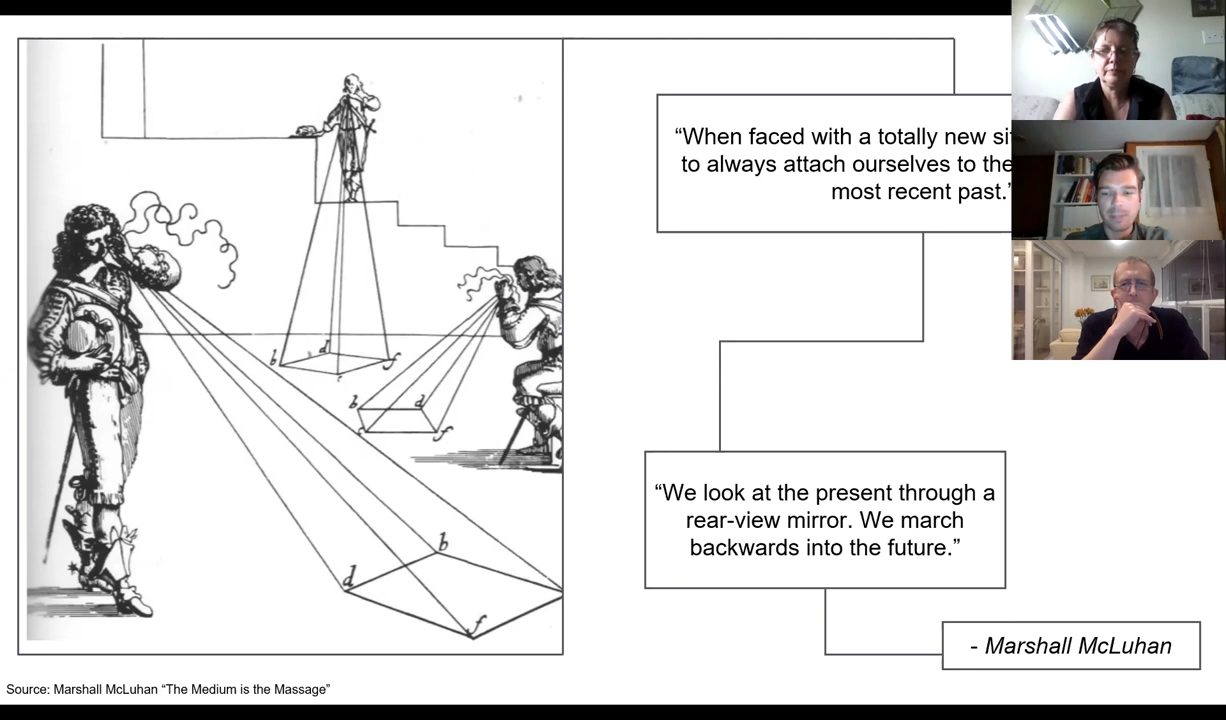 “When faced with a totally new
to always attach ourselves to the
most recent past.”
b
d
f
b
d
f
b
d
f
“We look at the present through a
rear-view mirror. We march
backwards into the future.”
- Marshall McLuhan
Source: Marshall McLuhan “The Medium is the Massage”